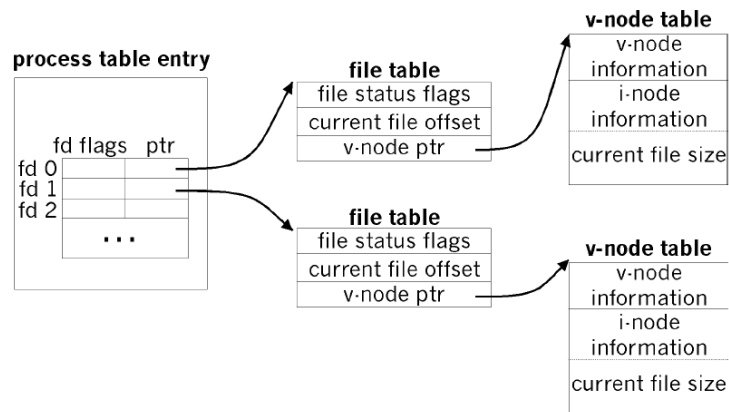 process table entry
fd flags ptr
fd 0
fd 1
fd 2
...
file table
file status flags
current file offset
v-node ptr
v-node table
v-node
information
i-node
information
current file size
file table
file status flags
current file offset
v-node ptr
v-node table
v-node
information
i-node
information
current file size